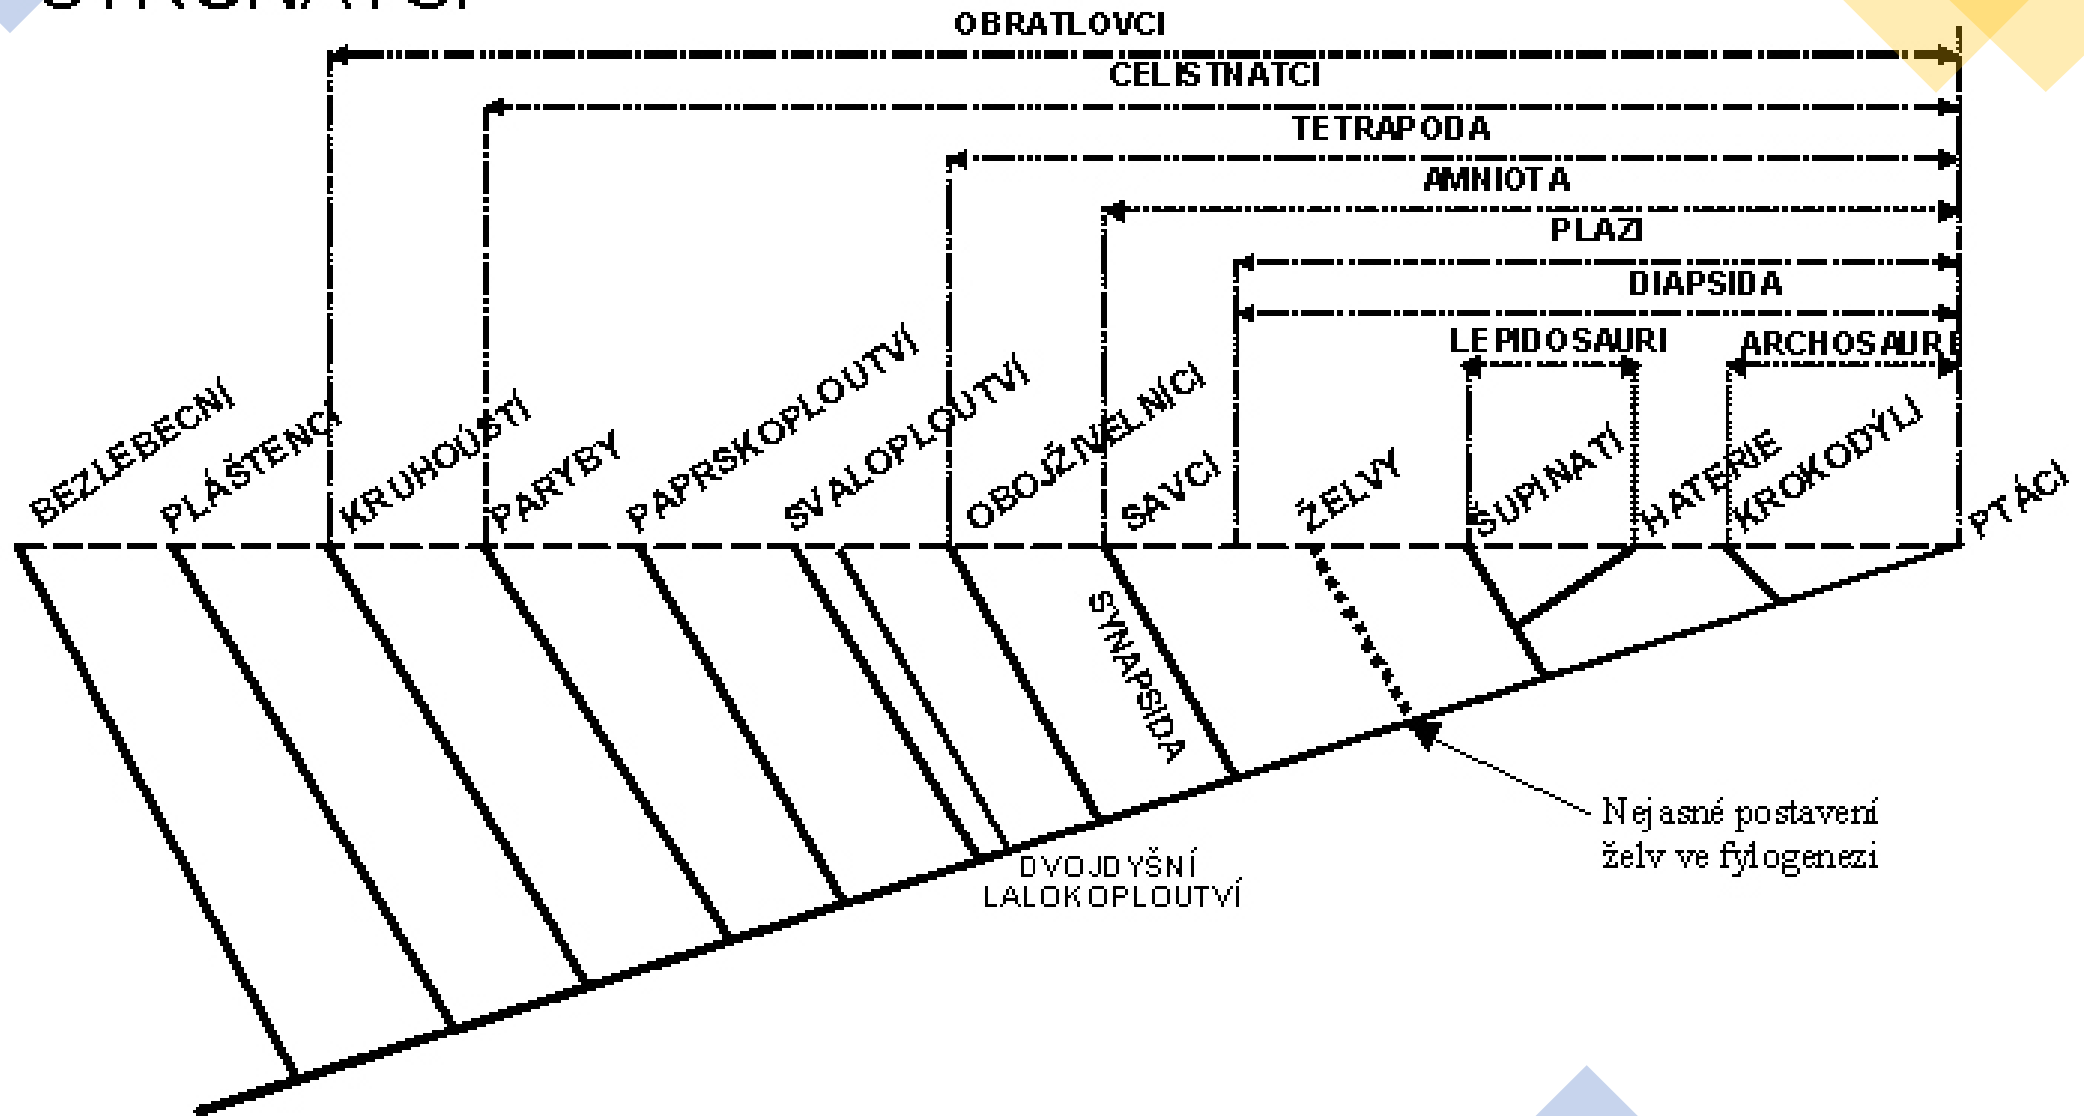 OBRATLOVCI
CELISTNATCI
TETRAPODA
AMNIOTA
PLAZI
DIAPSIDA
LEPIDOSAURI
ARCHOSAURI
BEZLEBECNÍ
PLÁŠTENCI
KRUHOÚSTÍ
PARYBY
PAPRSKOPLOUTVÍ
SVALOPLOUTVÍ
OBOJŽIVELNÍCI
SAVCI
ŽELVY
ŠUPINATÍ
HATERIE
KROKODÝLI
PTÁCI
SYNAPSIDA
Nejasné postavení
želv ve fylogenezi
DVOJDYŠNÍ
LALOKOPLOUTVÍ